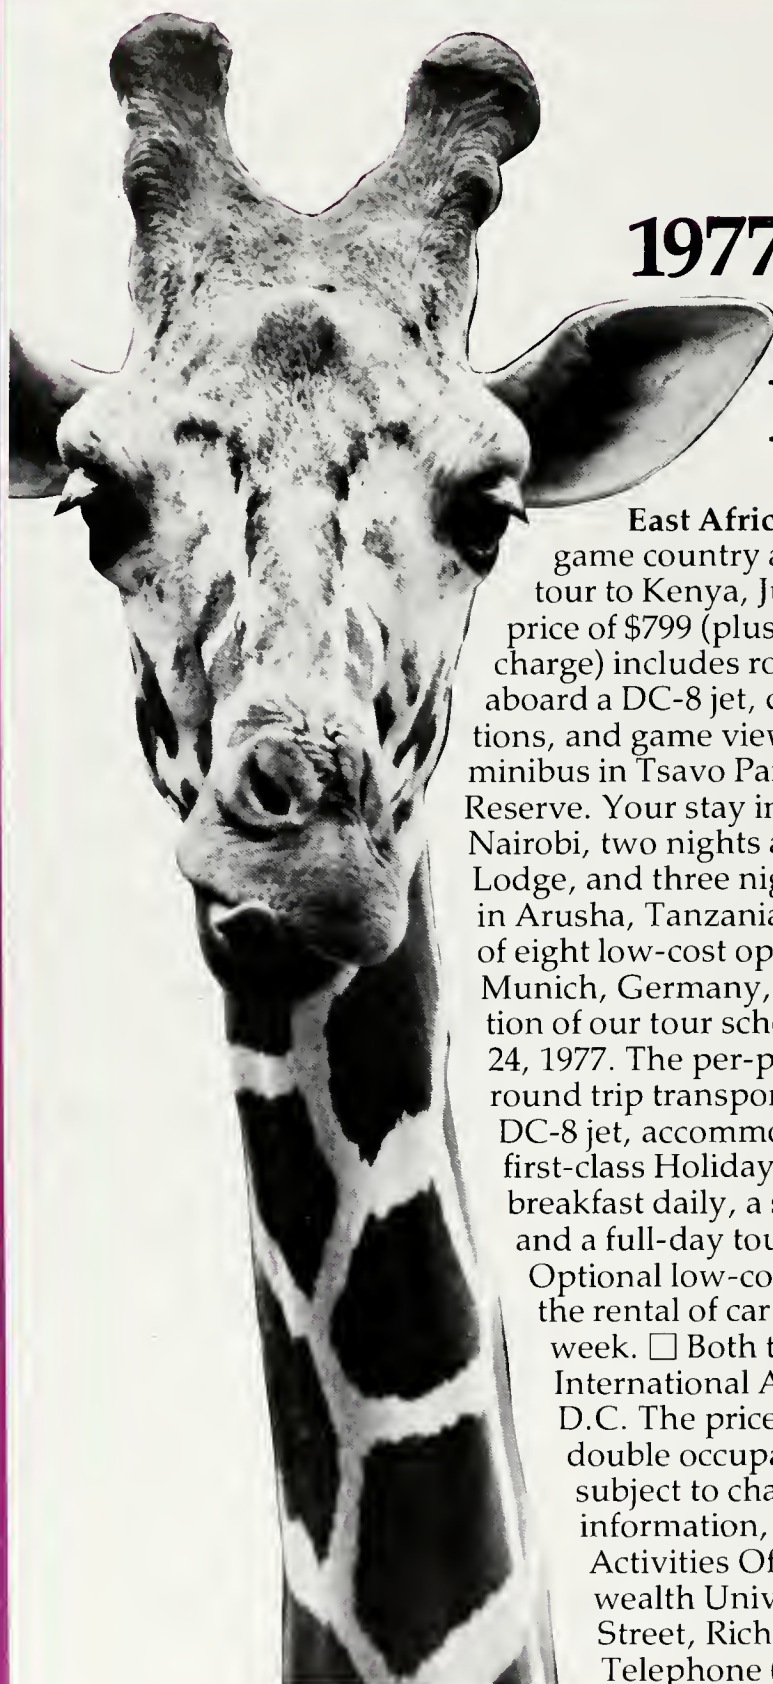 1977
East Afric
game country a
tour to Kenya, Ju
price of $799 (plus
charge) includes ro
aboard a DC-8 jet, c
tions, and game view
minibus in Tsavo Par
Reserve. Your stay in
Nairobi, two nights a
Lodge, and three nig
in Arusha, Tanzania
of eight low-cost op
Munich, Germany,
tion of our tour sche
24, 1977. The per-p
round trip transpor
DC-8 jet, accommo
first-class Holiday
breakfast daily, a s
and a full-day tou
Optional low-co
the rental of car
week. □ Both t
International A
D.C. The price
double occupa
subject to cha
information,
Activities Of
wealth Univ
Street, Rich
Telephone (